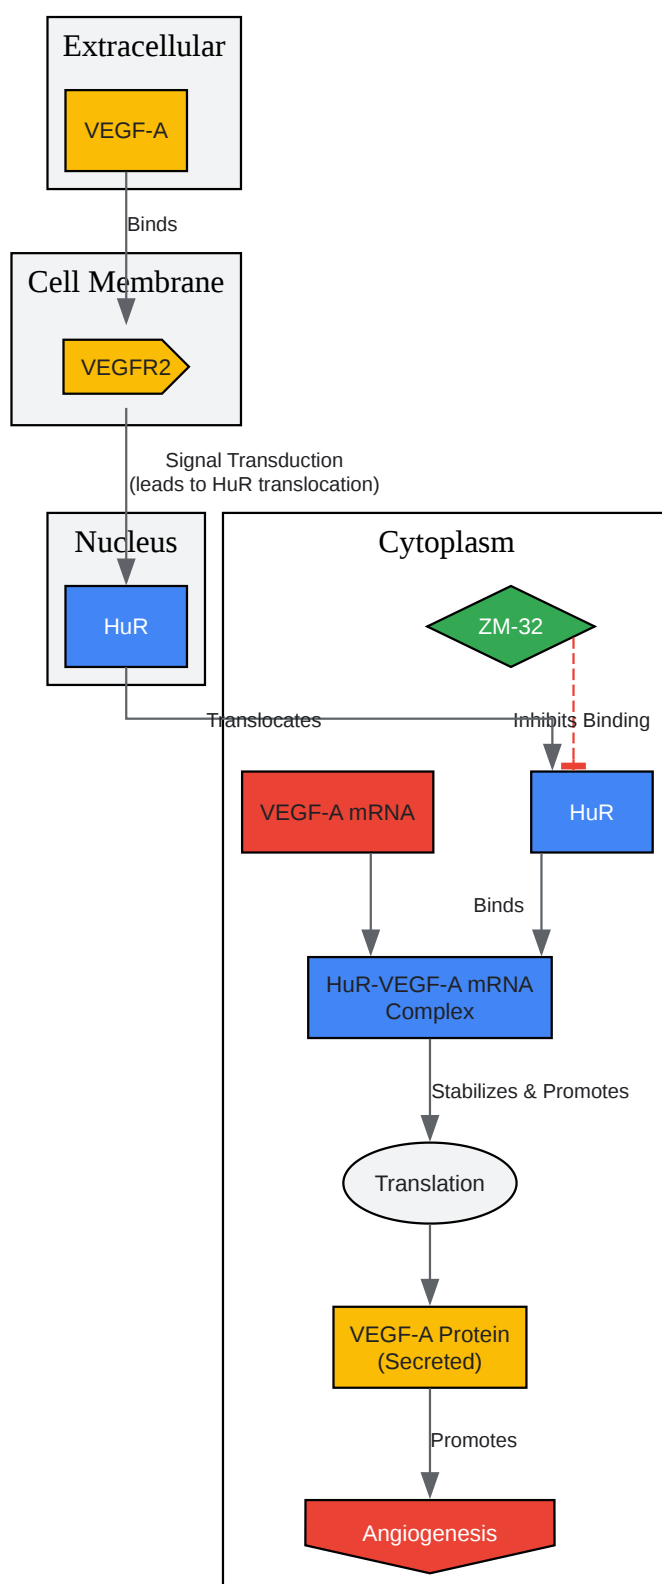 Extracellular
VEGF-A
Binds
Cell Membrane
VEGFR2
Signal Transduction
(leads to HuR translocation)
Nucleus
Cytoplasm
HuR
ZM-32
Translocates
Inhibits Binding
VEGF-A mRNA
HuR
Binds
HuR-VEGF-A mRNA
Complex
Stabilizes & Promotes
Translation
VEGF-A Protein
(Secreted)
Promotes
Angiogenesis